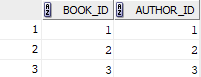 BOOK_ID AUTHOR_ID
1 1 1
2 2 2
3 3 3